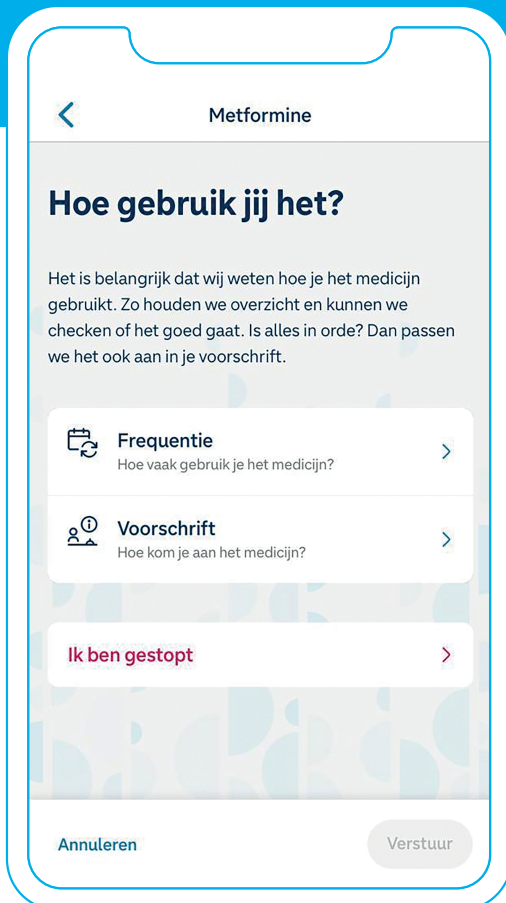 Metformine
Hoe gebruik jij het?
Het is belangrijk dat wij weten hoe je het medicijn
gebruikt. Zo houden we overzicht en kunnen we
checken of het goed gaat. Is alles in orde? Dan passen
we het ook aan in je voorschrift.
Frequentie
Hoe vaak gebruik je het medicijn?
Voorschrift
Hoe kom je aan het medicijn?
Ik ben gestopt
Annuleren
Verstuur